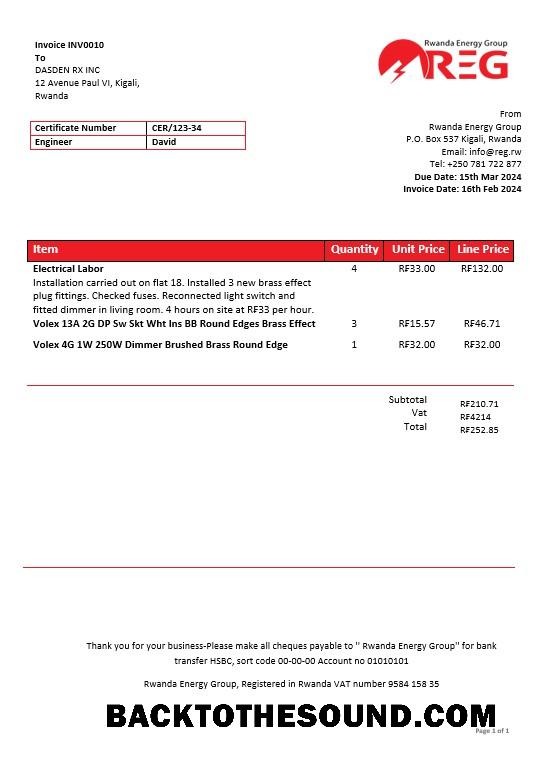 Invoice INV0010
To
DASDEN RX INC
12 Avenue Paul VI, Kigali,
Rwanda
Rwanda Energy Group
REG
Certificate Number CER/123-34
Engineer David
From
Rwanda Energy Group
P.O. Box 537 Kigali, Rwanda
Email: info@reg.rw
Tel: +250 781 722 877
Due Date: 15th Mar 2024
Invoice Date: 16th Feb 2024
Item Quantity Unit Price Line Price
Electrical Labor 4 RF33.00 RF132.00
Installation carried out on flat 18. Installed 3 new brass effect
plug fittings. Checked fuses. Reconnected light switch and
fitted dimmer in living room. 4 hours on site at RF33 per hour.
Volex 13A 2G DP Sw Skt Wht Ins BB Round Edges Brass Effect 3 RF15.57 RF46.71
Volex 4G 1W 250W Dimmer Brushed Brass Round Edge 1 RF32.00 RF32.00
Subtotal RF210.71
Vat RF4214
Total RF252.85
Thank you for your business-Please make all cheques payable to " Rwanda Energy Group" for bank
transfer HSBC, sort code 00-00-00 Account no 01010101
Rwanda Energy Group, Registered in Rwanda VAT number 9584 158 35
BACKTOTHESOUND.COM
Page 1 of 1